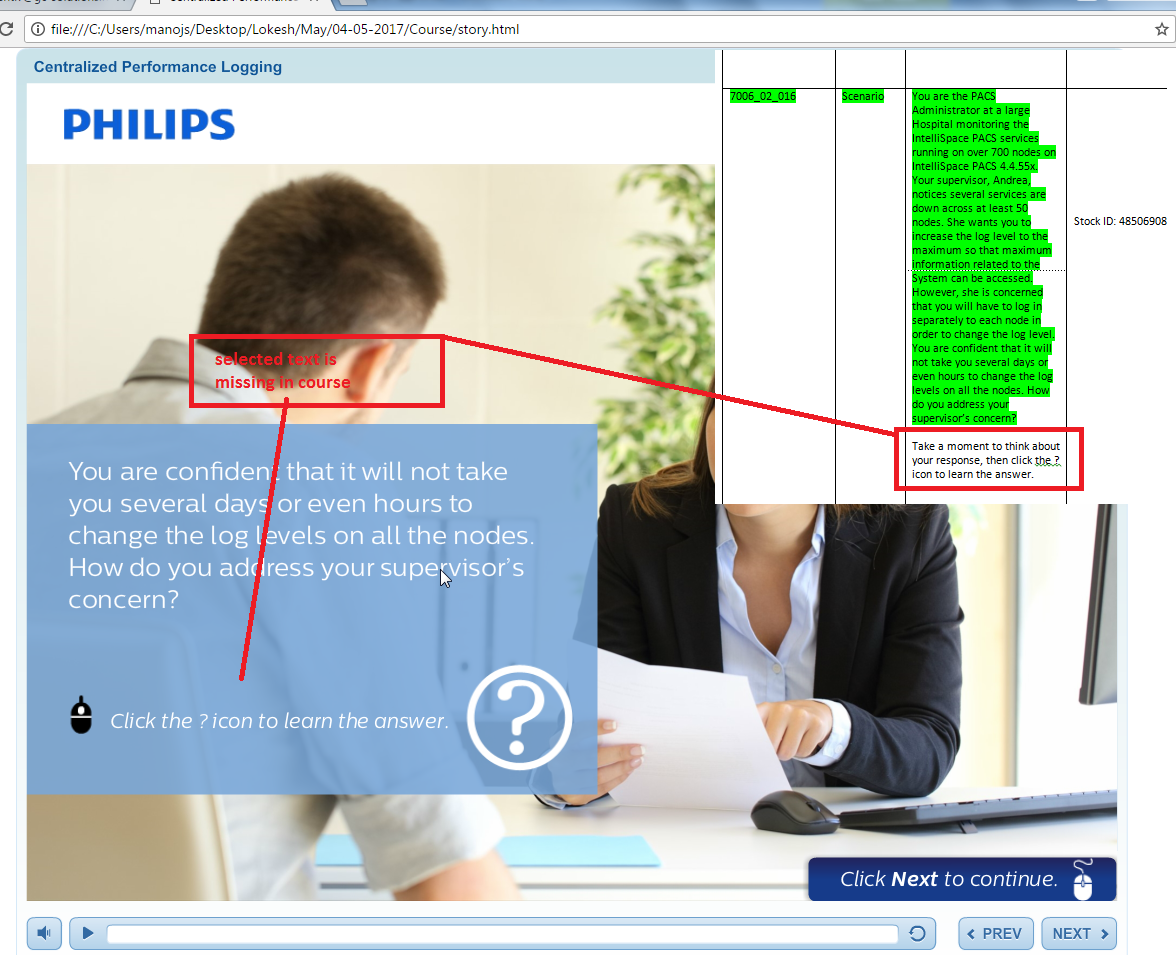 file:///C:/Users/manojs/Desktop/Lokesh/May/04-05-2017/Course/story.html
Centralized Performance Logging
PHILIPS
7006_02_016
Scenario
You are the PACS
Administrator at a large
Hospital monitoring the
IntelliSpace PACS services
running on over 700 nodes on
IntelliSpace PACS 4.4.55x.
Your supervisor, Andrea,
notices several services are
down across at least 50
nodes. She wants you to
increase the log level to the
maximum so that maximum
information related to the
System can be accessed.
However, she is concerned
that you will have to log in
separately to each node in
order to change the log level.
You are confident that it will
not take you several days or
even hours to change the log
levels on all the nodes. How
do you address your
supervisor's concern?
Take a moment to think about
your response, then click the ?
icon to learn the answer.
Stock ID: 48506908
selected text is
missing in course
You are confident that it will not take
you several days or even hours to
change the log levels on all the nodes.
How do you address your supervisor's
concern?
Click the ? icon to learn the answer.
?
Click Next to continue.
< PREV
NEXT >